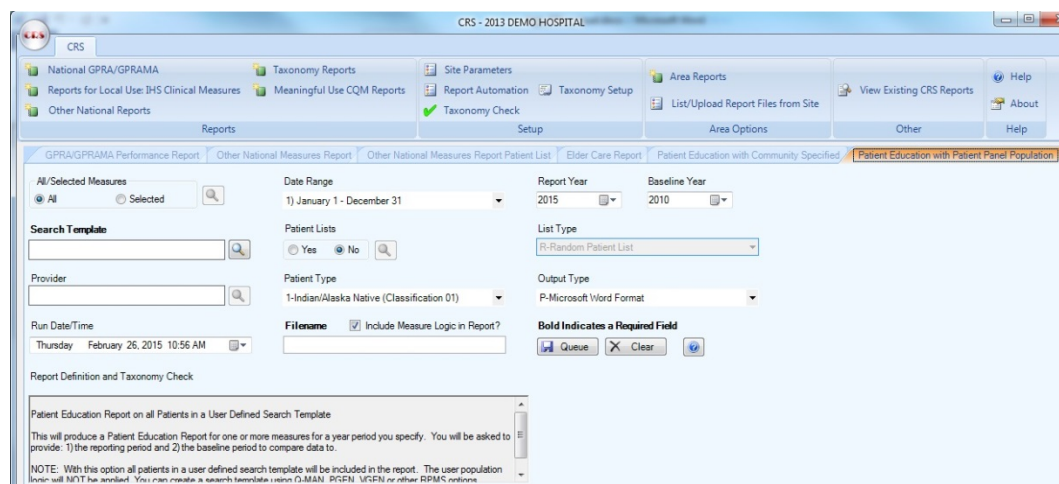 CRS - 2013 DEMO HOSPITAL
CRS
CRS
National GPRA/GPRAMA
Reports for Local Use: IHS Clinical Measures
Other National Reports
Taxonomy Reports
Meaningful Use CQM Reports
Reports
Site Parameters
Report Automation Taxonomy Setup
Taxonomy Check
Setup
Area Reports
List/Upload Report Files from Site
Area Options
View Existing CRS Reports
Other
Help
About
Help
GPRA/GPRAMA Performance Report Other National Measures Report Other National Measures Report Patient List Elder Care Report Patient Education with Community Specified Patient Education with Patient Panel Population
All/Selected Measures
All Selected
Date Range
1) January 1 - December 31
Report Year
2015
Baseline Year
2010
Search Template
Patient Lists
Yes No
List Type
R-Random Patient List
Provider
Patient Type
1-Indian/Alaska Native (Classification 01)
Output Type
P-Microsoft Word Format
Run Date/Time
Thursday February 26, 2015 10:56 AM
Filename Include Measure Logic in Report?
Bold Indicates a Required Field
Queue Clear
Report Definition and Taxonomy Check
Patient Education Report on all Patients in a User Defined Search Template
This will produce a Patient Education Report for one or more measures for a year period you specify. You will be asked to
provide: 1) the reporting period and 2) the baseline period to compare data to.
NOTE: With this option all patients in a user defined search template will be included in the report. The user population
logic will NOT be applied. You can create a search template using Q-MAN, PGEN, VGEN or other RPMS options.